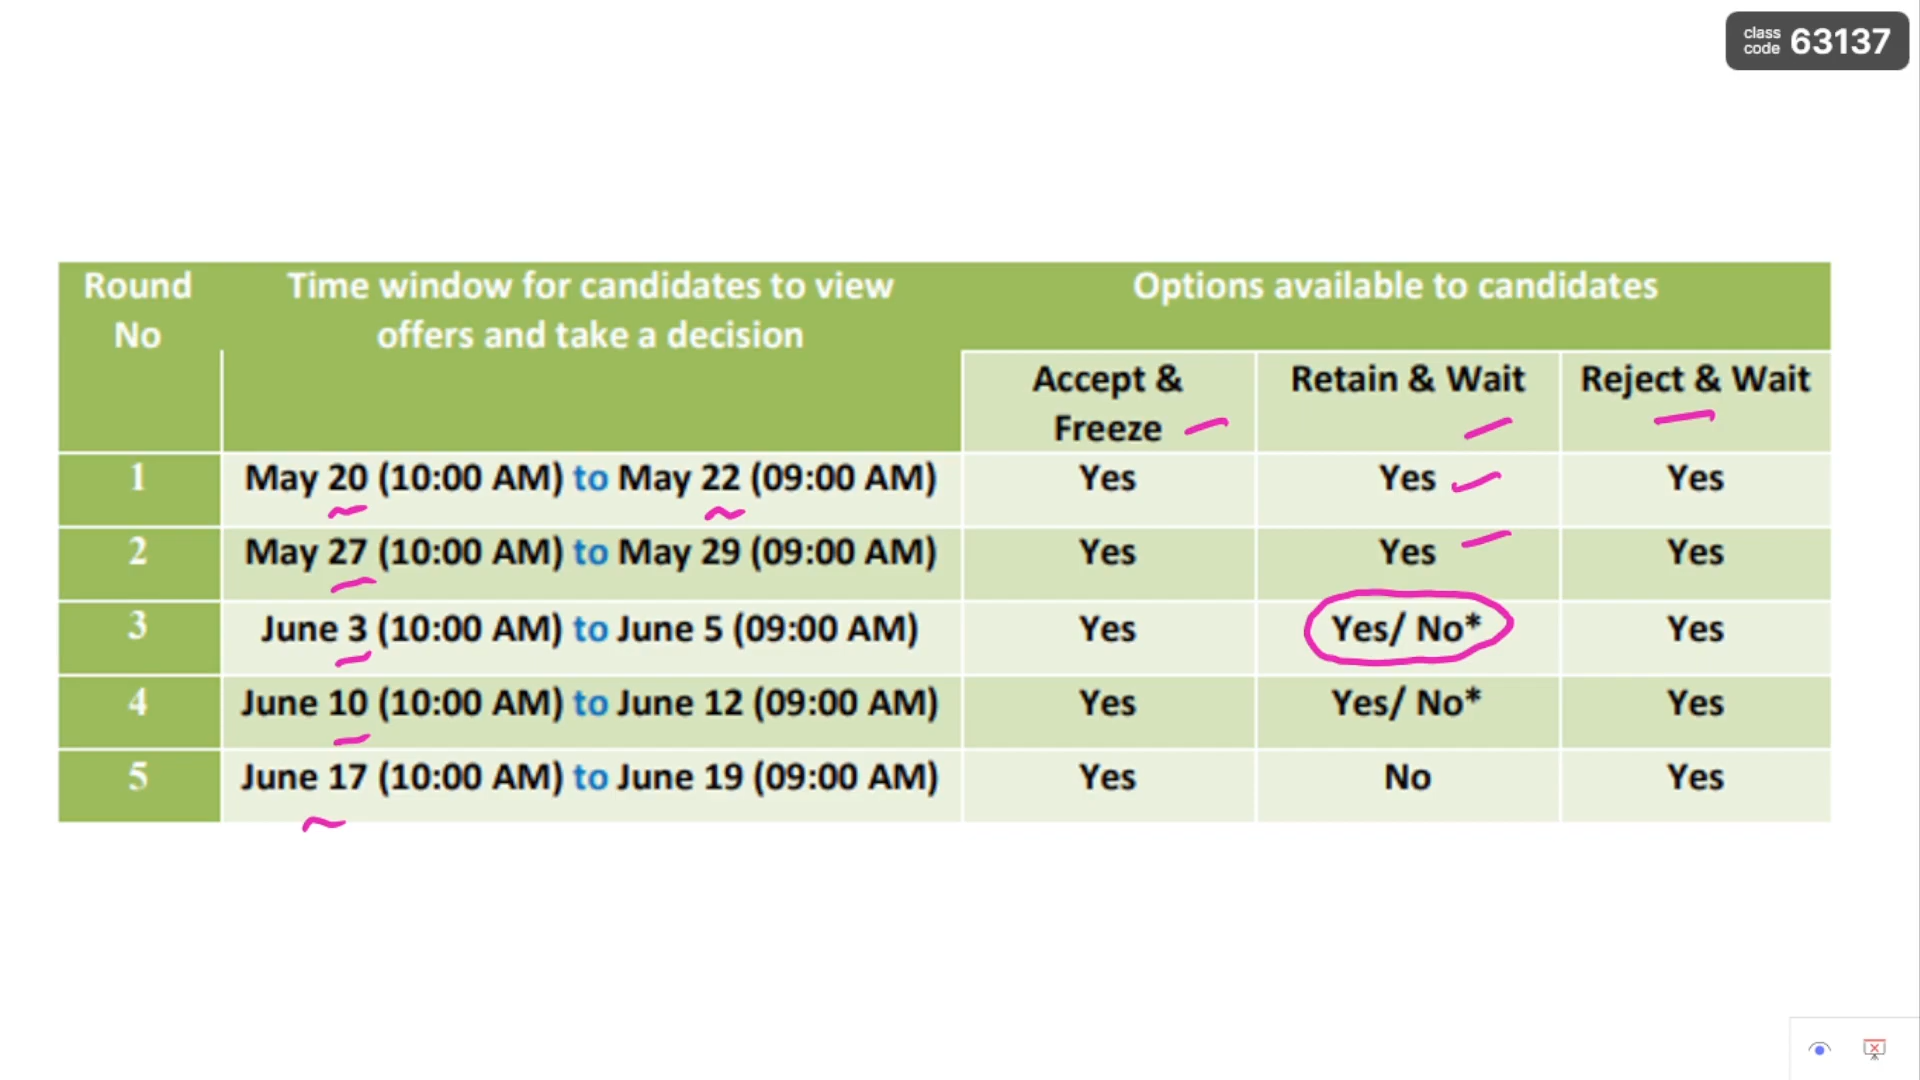 class
code 63137
Round
No
Time window for candidates to view
offers and take a decision
Options available to candidates
Accept &
Freeze
Retain & Wait
Reject & Wait
1 May 20 (10:00 AM) to May 22 (09:00 AM) Yes Yes Yes
2 May 27 (10:00 AM) to May 29 (09:00 AM) Yes Yes Yes
3 June 3 (10:00 AM) to June 5 (09:00 AM) Yes Yes/ No* Yes
4 June 10 (10:00 AM) to June 12 (09:00 AM) Yes Yes/ No* Yes
5 June 17 (10:00 AM) to June 19 (09:00 AM) Yes No Yes